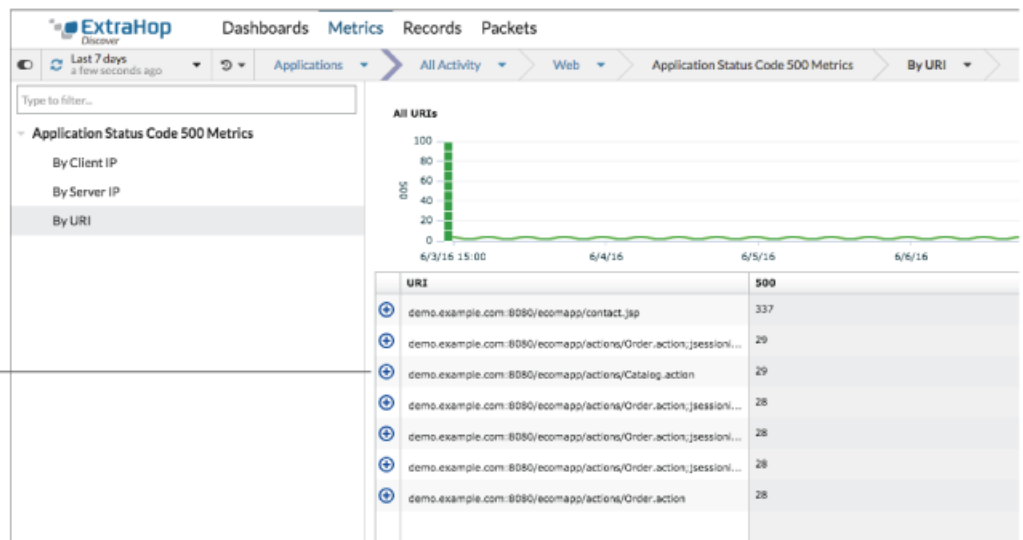 ExtraHop
Discover
Dashboards Metrics Records Packets
Last 7 days
a few seconds ago
Applications All Activity Web Application Status Code 500 Metrics By URI
Type to filter...
Application Status Code 500 Metrics
By Client IP
By Server IP
By URI
All URIs
100
80
60
40
20
0
500
6/3/16 15:00 6/4/16 6/5/16 6/6/16
URI 500
demo.example.com:8080/ecomapp/contact.jsp 337
demo.example.com:8080/ecomapp/actions/Order.action;jsessioni... 29
demo.example.com:8080/ecomapp/actions/Catalog.action 29
demo.example.com:8080/ecomapp/actions/Order.action;jsessioni... 28
demo.example.com:8080/ecomapp/actions/Order.action;jsessioni... 28
demo.example.com:8080/ecomapp/actions/Order.action;jsessioni... 28
demo.example.com:8080/ecomapp/actions/Order.action 28